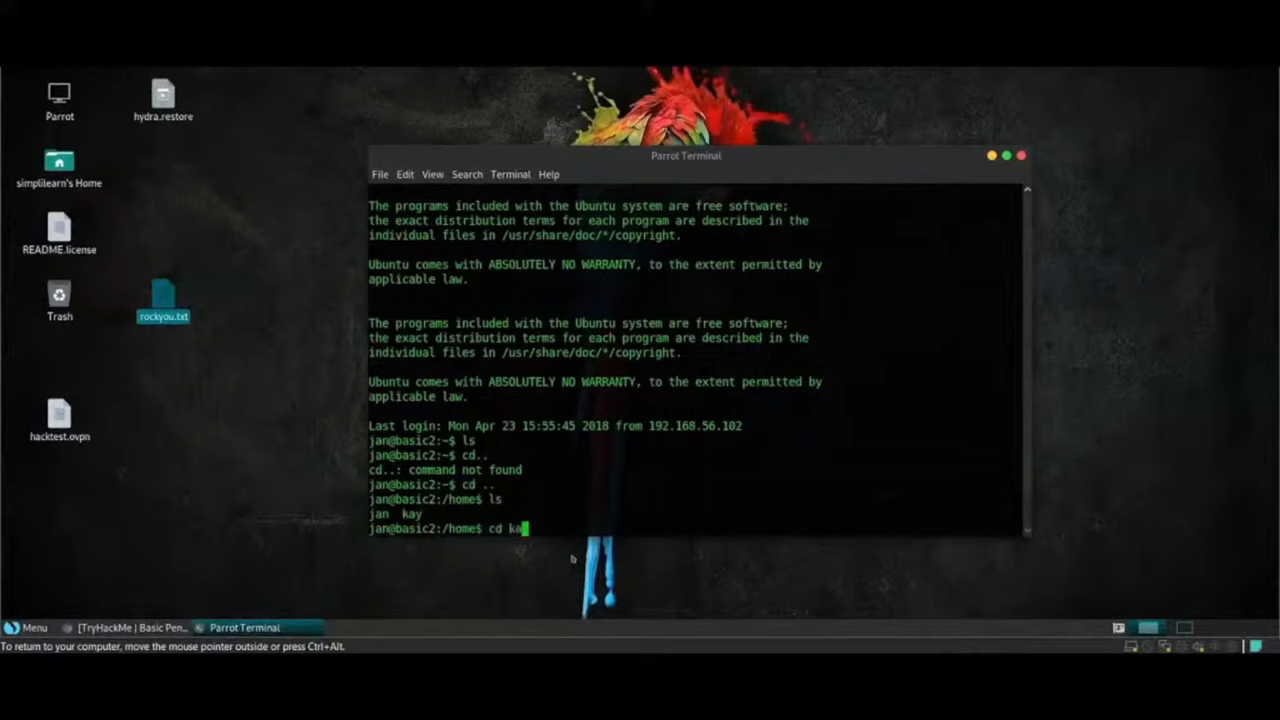 Parrot
hydra.restore
simplilearn's Home
README.license
Trash
rockyou.txt
hacktest.ovpn
Parrot Terminal
File Edit View Search Terminal Help
The programs included with the Ubuntu system are free software;
the exact distribution terms for each program are described in the
individual files in /usr/share/doc/*/copyright.
Ubuntu comes with ABSOLUTELY NO WARRANTY, to the extent permitted by
applicable law.
The programs included with the Ubuntu system are free software;
the exact distribution terms for each program are described in the
individual files in /usr/share/doc/*/copyright.
Ubuntu comes with ABSOLUTELY NO WARRANTY, to the extent permitted by
applicable law.
Last login: Mon Apr 23 15:55:45 2018 from 192.168.56.102
jan@basic2:~$ ls
jan@basic2:~$ cd..
cd..: command not found
jan@basic2:~$ cd ..
jan@basic2:/home$ ls
jan kay
jan@basic2:/home$ cd ka
Menu [TryHackMe | Basic Pen... Parrot Terminal
To return to your computer, move the mouse pointer outside or press Ctrl+Alt.